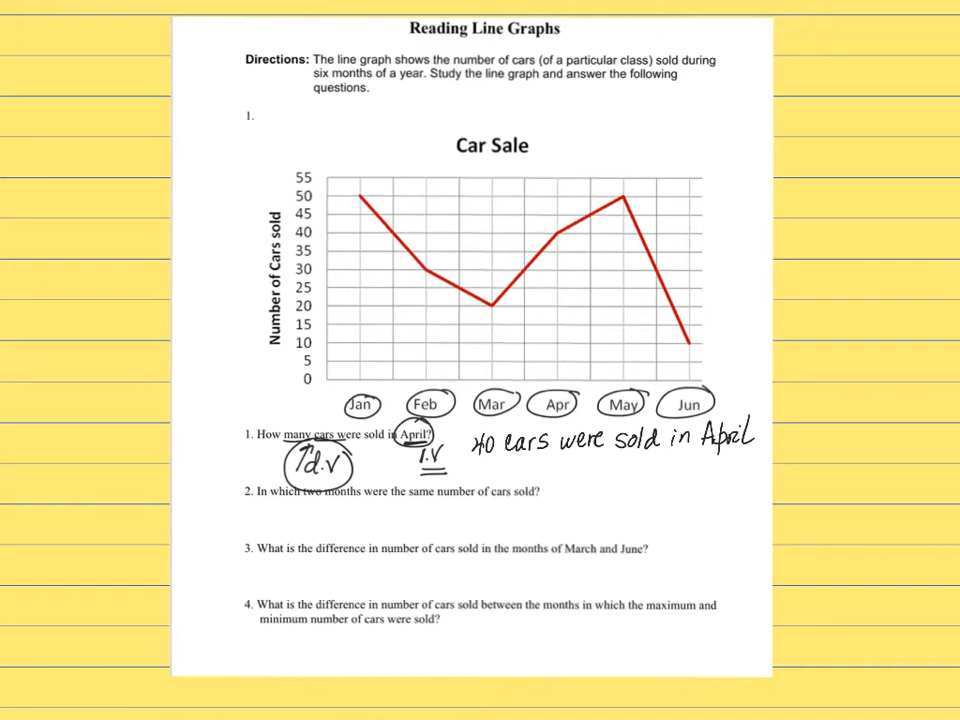 Reading Line Graphs
Directions: The line graph shows the number of cars (of a particular class) sold during
six months of a year. Study the line graph and answer the following
questions.
1.
Car Sale
Number of Cars sold
55
50
45
40
35
30
25
20
15
10
5
0
Jan Feb Mar Apr May Jun
1. How many cars were sold in April?
40 cars were sold in April
d.v
I.V
2. In which two months were the same number of cars sold?
3. What is the difference in number of cars sold in the months of March and June?
4. What is the difference in number of cars sold between the months in which the maximum and
minimum number of cars were sold?